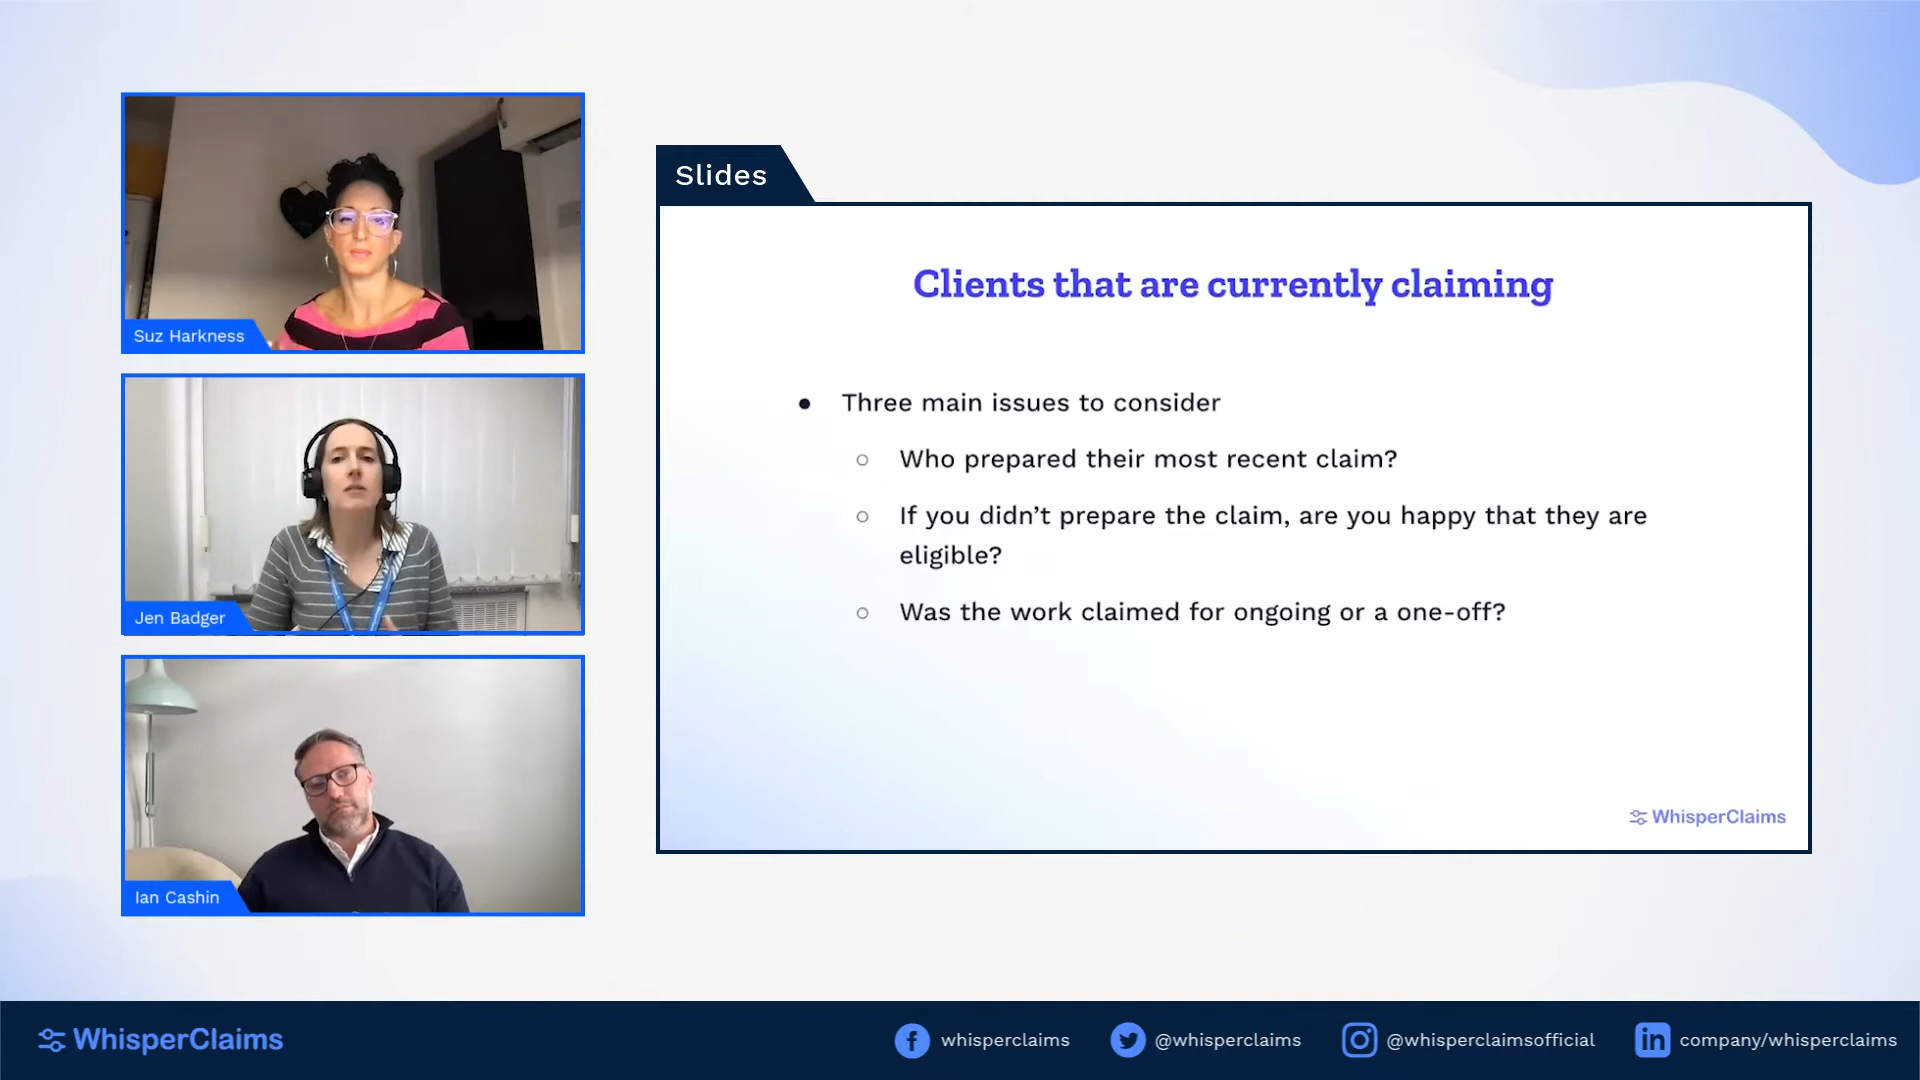 Suz Harkness
Jen Badger
Ian Cashin
Slides
Clients that are currently claiming
● Three main issues to consider
○ Who prepared their most recent claim?
○ If you didn’t prepare the claim, are you happy that they are
eligible?
○ Was the work claimed for ongoing or a one-off?
WhisperClaims
WhisperClaims
whisperclaims
@whisperclaims
@whisperclaimsofficial
company/whisperclaims